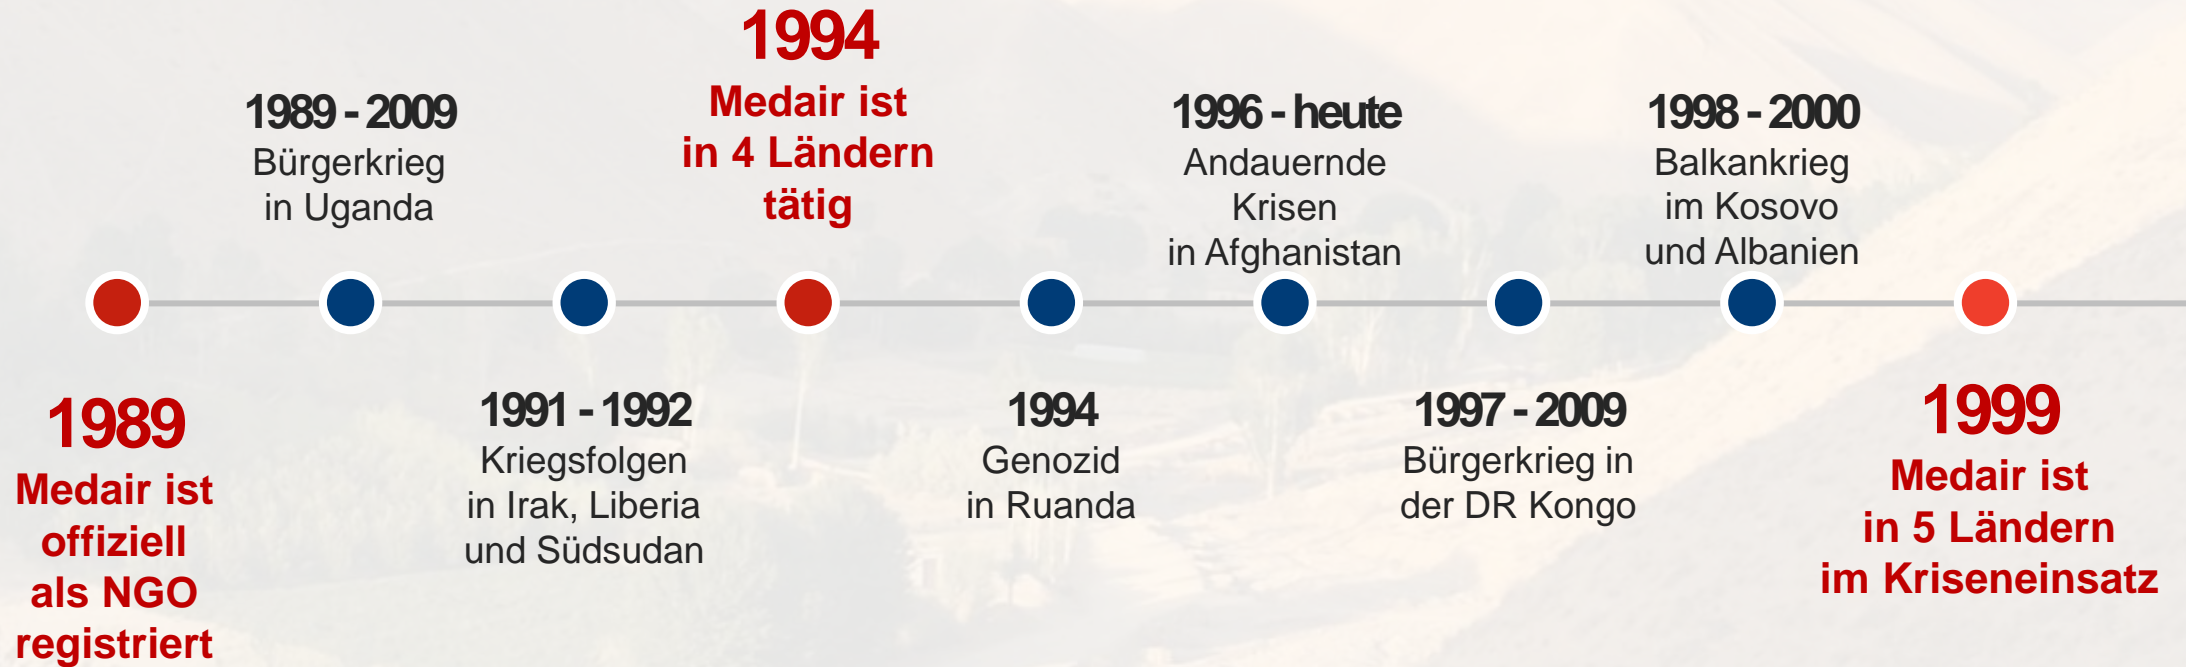 1989
Medair ist
offiziell
als NGO
registriert
1989 - 2009
Bürgerkrieg
in Uganda
1991 - 1992
Kriegsfolgen
in Irak, Liberia
und Südsudan
1994
Medair ist
in 4 Ländern
tätig
1994
Genozid
in Ruanda
1996 - heute
Andauernde
Krisen
in Afghanistan
1997 - 2009
Bürgerkrieg in
der DR Kongo
1998 - 2000
Balkankrieg
im Kosovo
und Albanien
1999
Medair ist
in 5 Ländern
im Kriseneinsatz